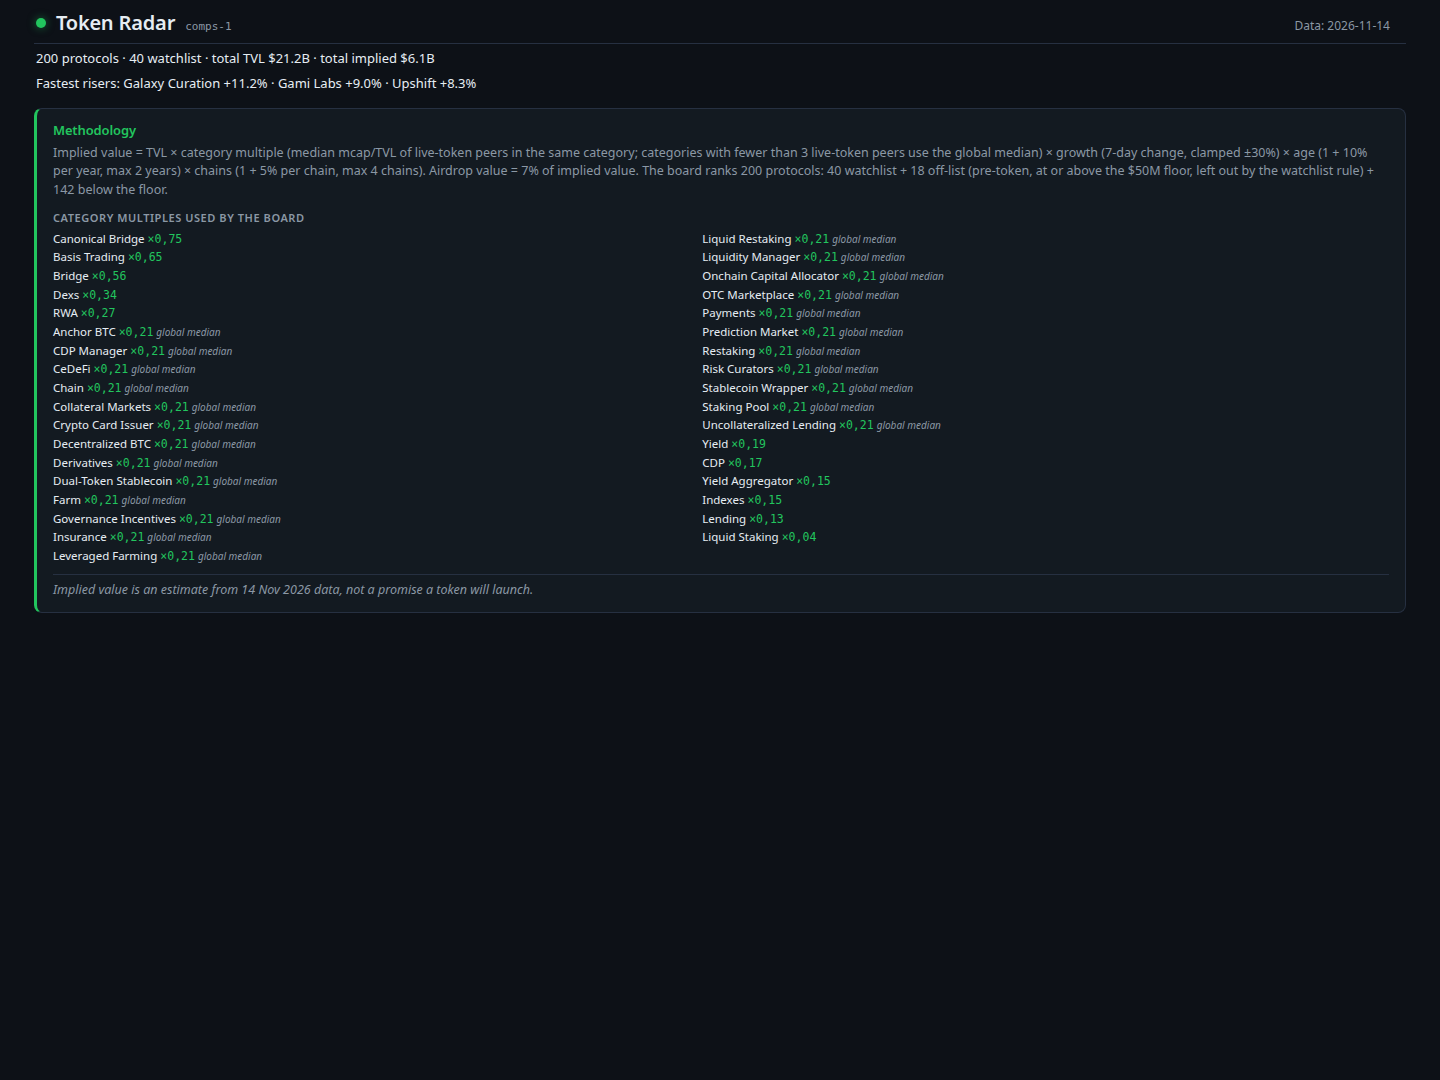 Token Radar comps-1
Data: 2026-11-14
200 protocols · 40 watchlist · total TVL $21.2B · total implied $6.1B
Fastest risers: Galaxy Curation +11.2% · Gami Labs +9.0% · Upshift +8.3%
Methodology
Implied value = TVL × category multiple (median mcap/TVL of live-token peers in the same category; categories with fewer than 3 live-token peers use the global median) × growth (7-day change, clamped ±30%) × age (1 + 10%
per year, max 2 years) × chains (1 + 5% per chain, max 4 chains). Airdrop value = 7% of implied value. The board ranks 200 protocols: 40 watchlist + 18 off-list (pre-token, at or above the $50M floor, left out by the watchlist rule) +
142 below the floor.
CATEGORY MULTIPLES USED BY THE BOARD
Canonical Bridge ×0,75
Basis Trading ×0,65
Bridge ×0,56
Dexs ×0,34
RWA ×0,27
Anchor BTC ×0,21 global median
CDP Manager ×0,21 global median
CeDeFi ×0,21 global median
Chain ×0,21 global median
Collateral Markets ×0,21 global median
Crypto Card Issuer ×0,21 global median
Decentralized BTC ×0,21 global median
Derivatives ×0,21 global median
Dual-Token Stablecoin ×0,21 global median
Farm ×0,21 global median
Governance Incentives ×0,21 global median
Insurance ×0,21 global median
Leveraged Farming ×0,21 global median
Liquid Restaking ×0,21 global median
Liquidity Manager ×0,21 global median
Onchain Capital Allocator ×0,21 global median
OTC Marketplace ×0,21 global median
Payments ×0,21 global median
Prediction Market ×0,21 global median
Restaking ×0,21 global median
Risk Curators ×0,21 global median
Stablecoin Wrapper ×0,21 global median
Staking Pool ×0,21 global median
Uncollateralized Lending ×0,21 global median
Yield ×0,19
CDP ×0,17
Yield Aggregator ×0,15
Indexes ×0,15
Lending ×0,13
Liquid Staking ×0,04
Implied value is an estimate from 14 Nov 2026 data, not a promise a token will launch.